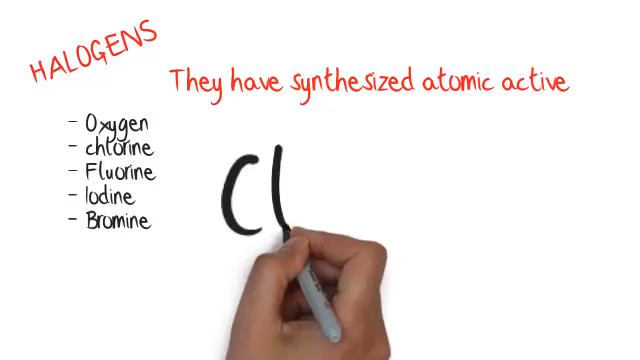 HALOGENS
They have synthesized atomic active
- Oxygen
- chlorine
- Fluorine
- Iodine
- Bromine
Cl